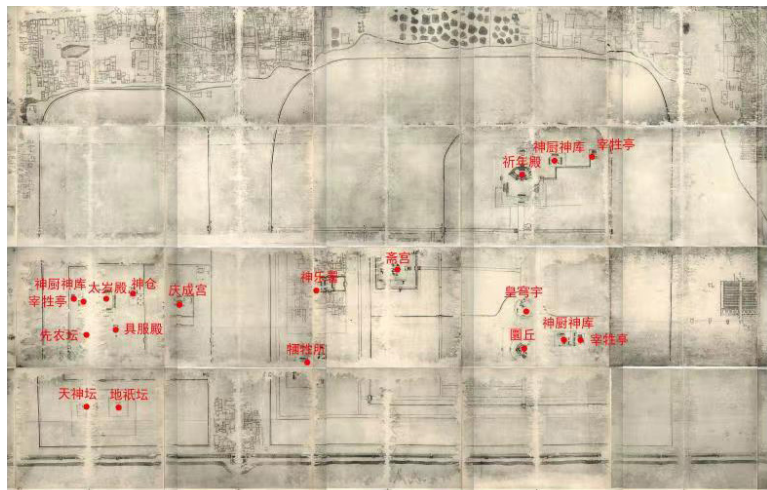 神厨神库
宰牲亭
祈年殿
斋宫
神厨神库
太岁殿
神仓
庆成宫
神乐署
宰牲亭
皇穹宇
先农坛
具服殿
圜丘
神厨神库
宰牲亭
牺牲所
天神坛
地祇坛